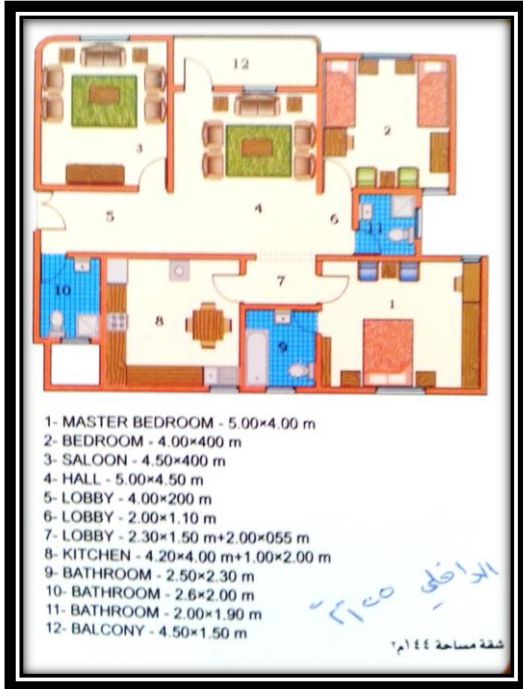 12
3
2
5
4
6
11
7
10
1
8
9
1- MASTER BEDROOM - 5.00×4.00 m
2- BEDROOM - 4.00×400 m
3- SALOON - 4.50×400 m
4- HALL - 5.00×4.50 m
5- LOBBY - 4.00×200 m
6- LOBBY - 2.00×1.10 m
7- LOBBY - 2.30×1.50 m+2.00×055 m
8- KITCHEN - 4.20×4.00 m+1.00×2.00 m
9- BATHROOM - 2.50×2.30 m
10- BATHROOM - 2.6×2.00 m
11- BATHROOM - 2.00×1.90 m
12- BALCONY - 4.50×1.50 m
الداخلي
شقة مساحة ١٤٤م٢